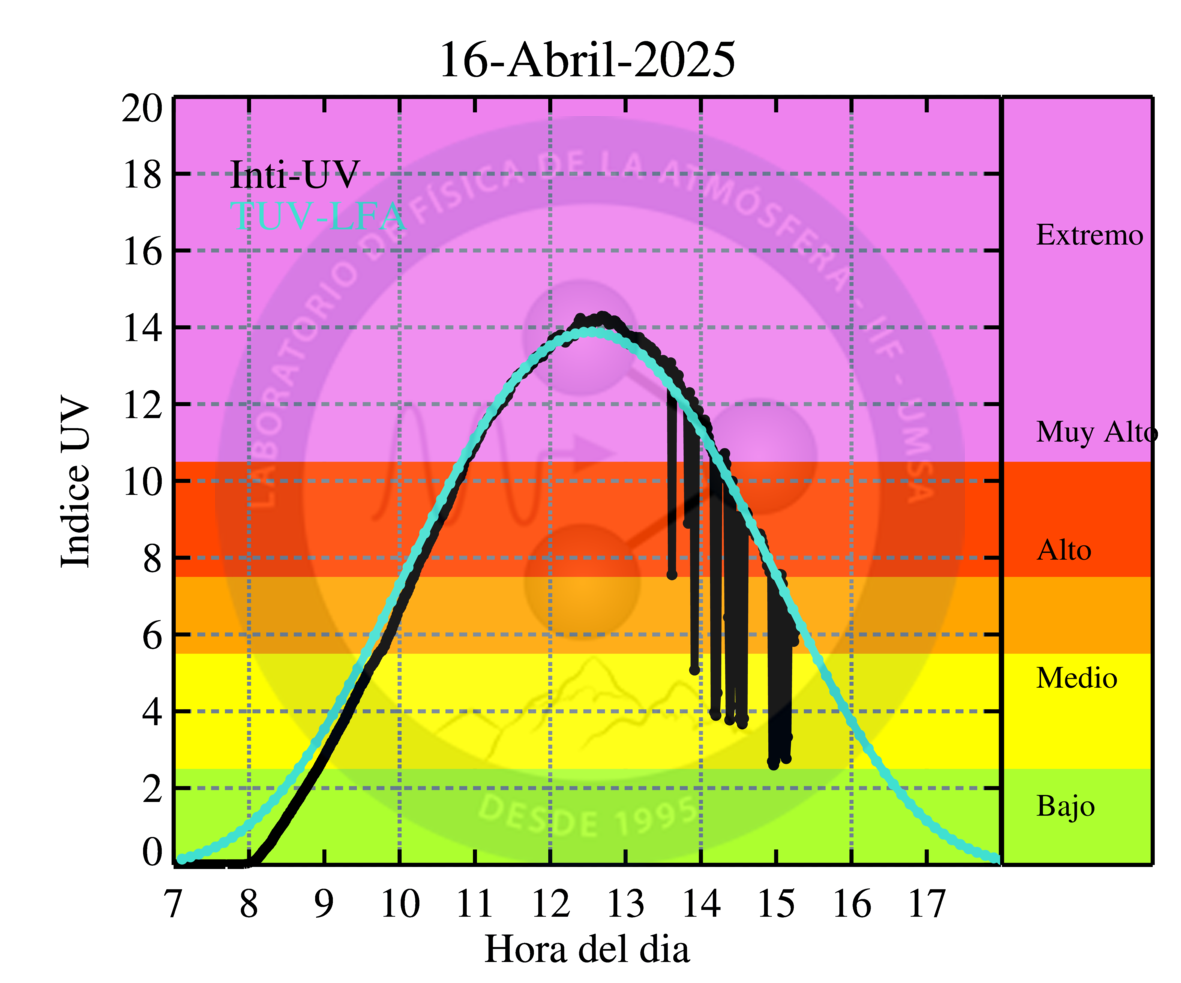 16-Abril-2025
20
18
16
14
12
10
8
6
4
2
0
Indice UV
Inti-UV
TUV-LFA
LABORATORIO DE FÍSICA DE LA ATMÓSFERA - IIF - UMSA
DESDE 1995
Extremo
Muy Alto
Alto
Medio
Bajo
7 8 9 10 11 12 13 14 15 16 17
Hora del dia